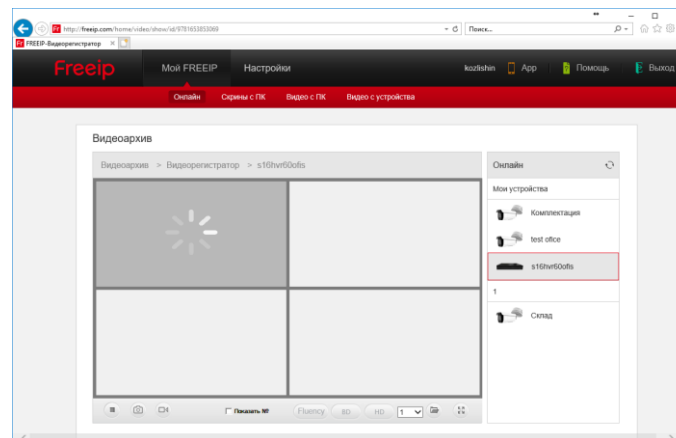 http://freeip.com/home/video/show/id/9781653853069
Поиск...
FREEIP-Видеорегистратор
Freeip
Мой FREEIP
Настройки
kozlishin
App
Помощь
Выход
Онлайн
Скрины с ПК
Видео с ПК
Видео с устройства
Видеоархив
Видеоархив > Видеорегистратор > s16hvr60ofis
Онлайн
Мои устройства
Комплектация
test ofice
s16hvr60ofis
1
Склад
Показать №
Fluency
BD
HD
1